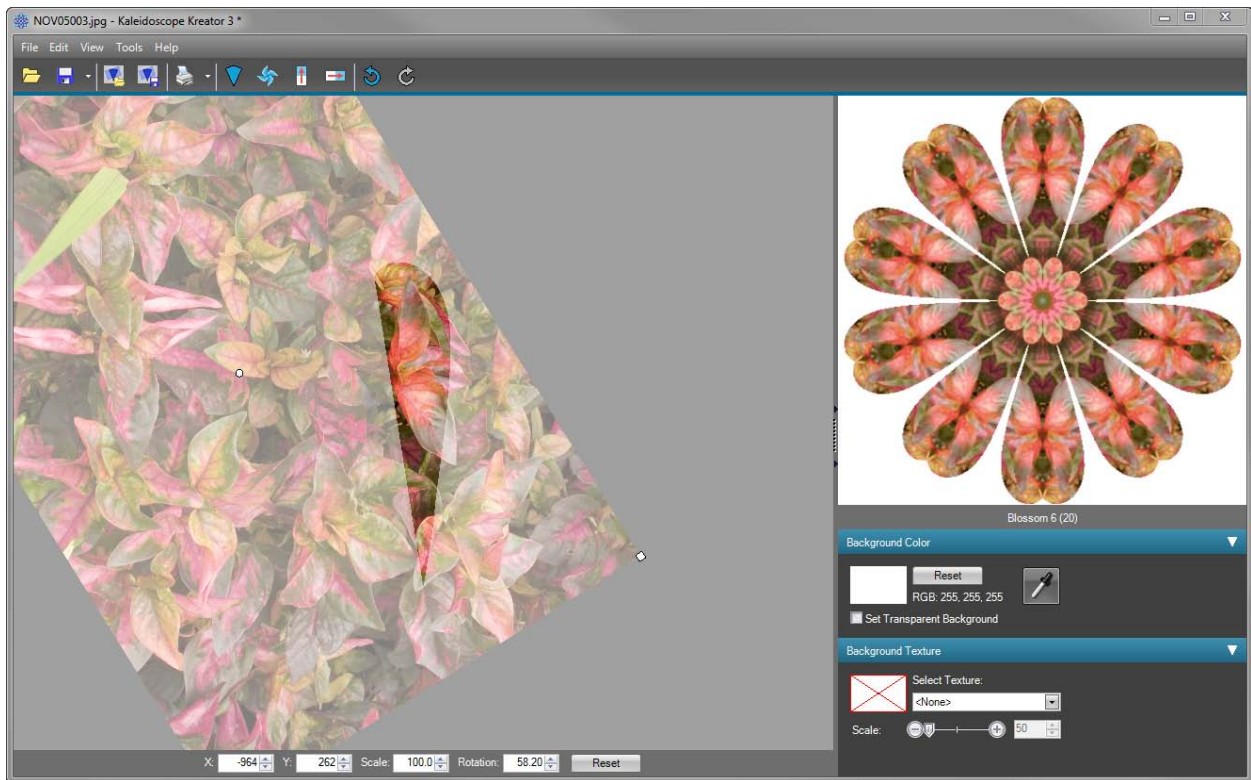 NOV05003.jpg - Kaleidoscope Kreator 3 *
File Edit View Tools Help
Blossom 6 (20)
Background Color
Reset
RGB: 255, 255, 255
Set Transparent Background
Background Texture
Select Texture:
<None>
Scale: 50
X: -964 Y: 262 Scale: 100.0 Rotation: 58.20 Reset